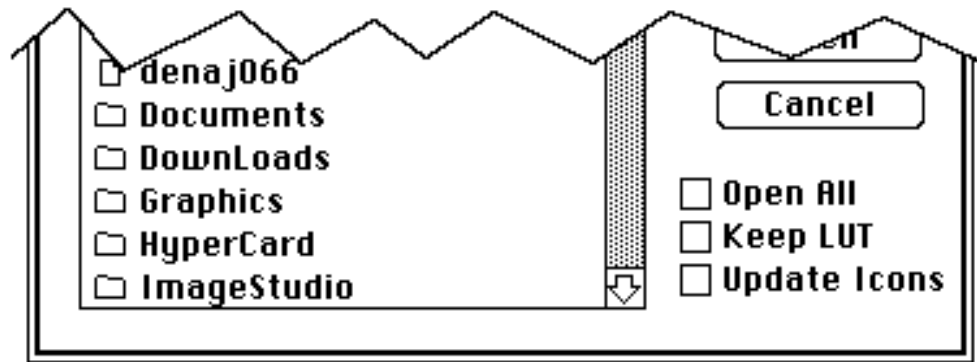 denaj066
Documents
DownLoads
Graphics
HyperCard
ImageStudio
Cancel
Open All
Keep LUT
Update Icons